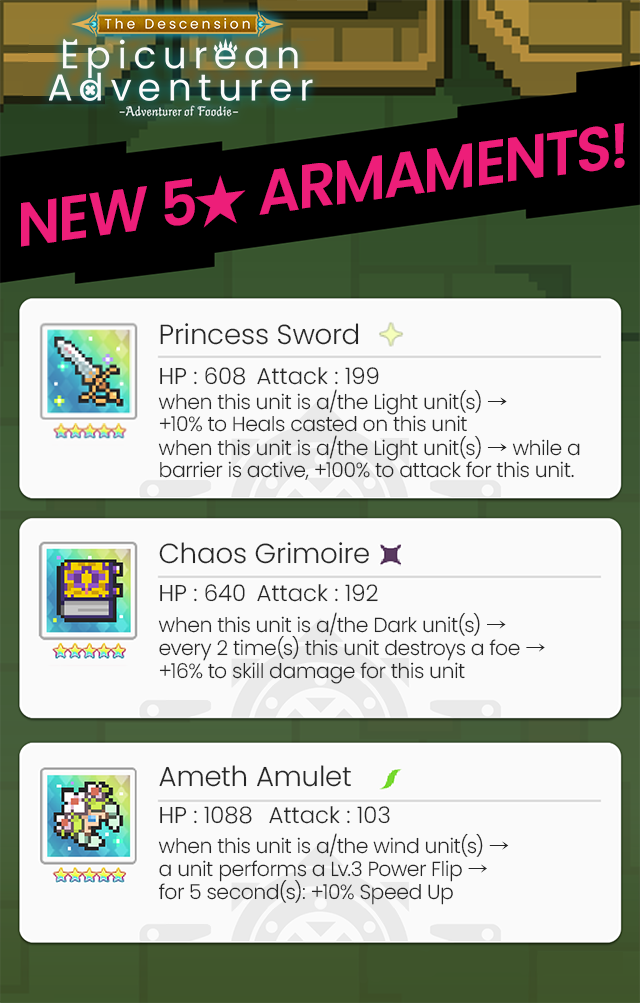 The Descension
Epicurean
Adventurer
-Adventurer of Foodie-
NEW 5★ ARMAMENTS!
Princess Sword
HP : 608 Attack : 199
when this unit is a/the Light unit(s) →
+10% to Heals casted on this unit
when this unit is a/the Light unit(s) → while a
barrier is active, +100% to attack for this unit.
Chaos Grimoire
HP : 640 Attack : 192
when this unit is a/the Dark unit(s) →
every 2 time(s) this unit destroys a foe →
+16% to skill damage for this unit
Ameth Amulet
HP : 1088 Attack : 103
when this unit is a/the wind unit(s) →
a unit performs a Lv.3 Power Flip →
for 5 second(s): +10% Speed Up